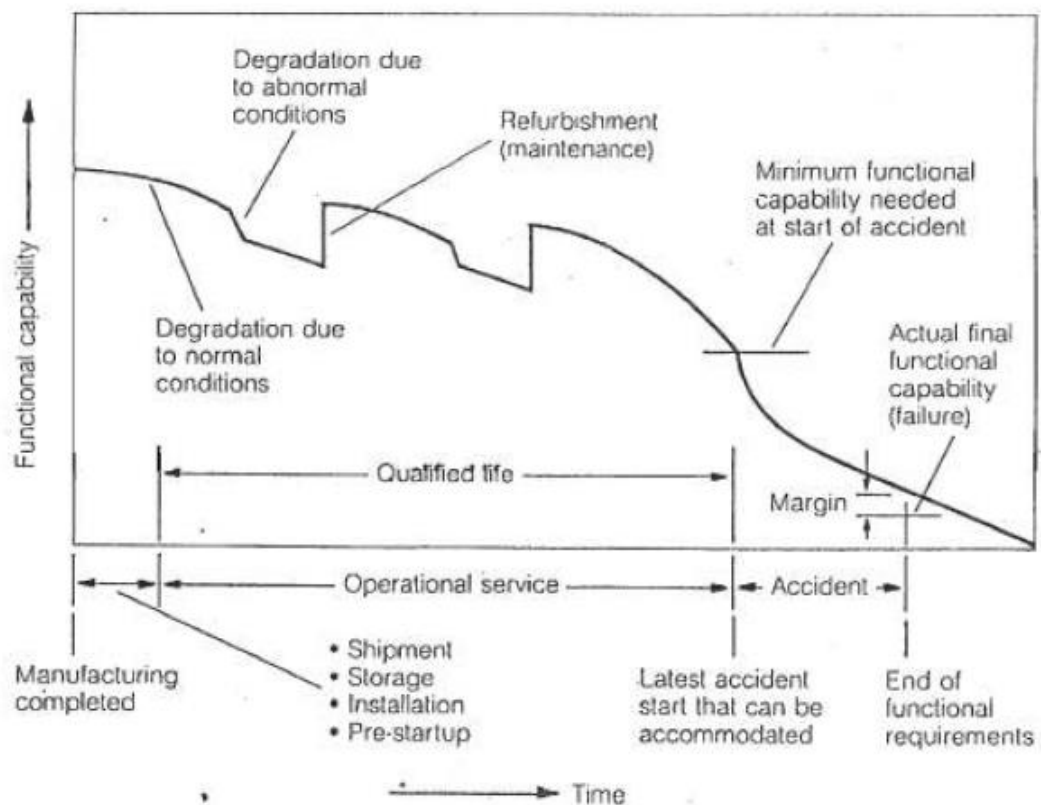 Degradation due
to abnormal
conditions
Refurbishment
(maintenance)
Minimum functional
capability needed
at start of accident
Functional capability
Degradation due
to normal
conditions
Actual final
functional
capability
(failure)
Qualified life
Margin
Operational service
Accident
Manufacturing
completed
• Shipment
• Storage
• Installation
• Pre-startup
Latest accident
start that can be
accommodated
End of
functional
requirements
Time